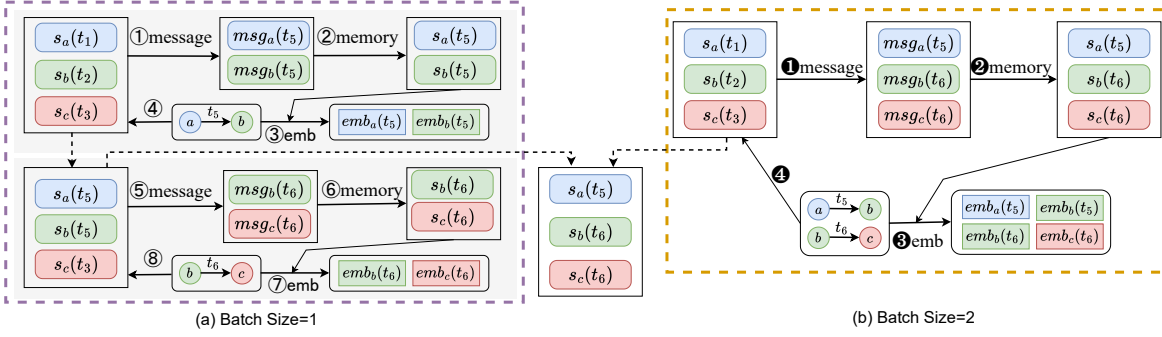 s_a(t_1) ①message msg_a(t_5) ②memory s_a(t_5)
s_b(t_2) msg_b(t_5) s_b(t_5)
s_c(t_3) ④ a t_5 b ③emb emb_a(t_5) emb_b(t_5)
s_a(t_5) ⑤message msg_b(t_6) ⑥memory s_b(t_6)
s_b(t_5) msg_c(t_6) s_c(t_6)
s_c(t_3) ⑧ b t_6 c ⑦emb emb_b(t_6) emb_c(t_6)
(a) Batch Size=1
s_a(t_5)
s_b(t_6)
s_c(t_6)
s_a(t_1) ❶message msg_a(t_5) ❷memory s_a(t_5)
s_b(t_2) msg_b(t_6) s_b(t_6)
s_c(t_3) msg_c(t_6) s_c(t_6)
❹ a t_5 b emb_a(t_5) emb_b(t_5)
b t_6 c ❸emb emb_b(t_6) emb_c(t_6)
(b) Batch Size=2